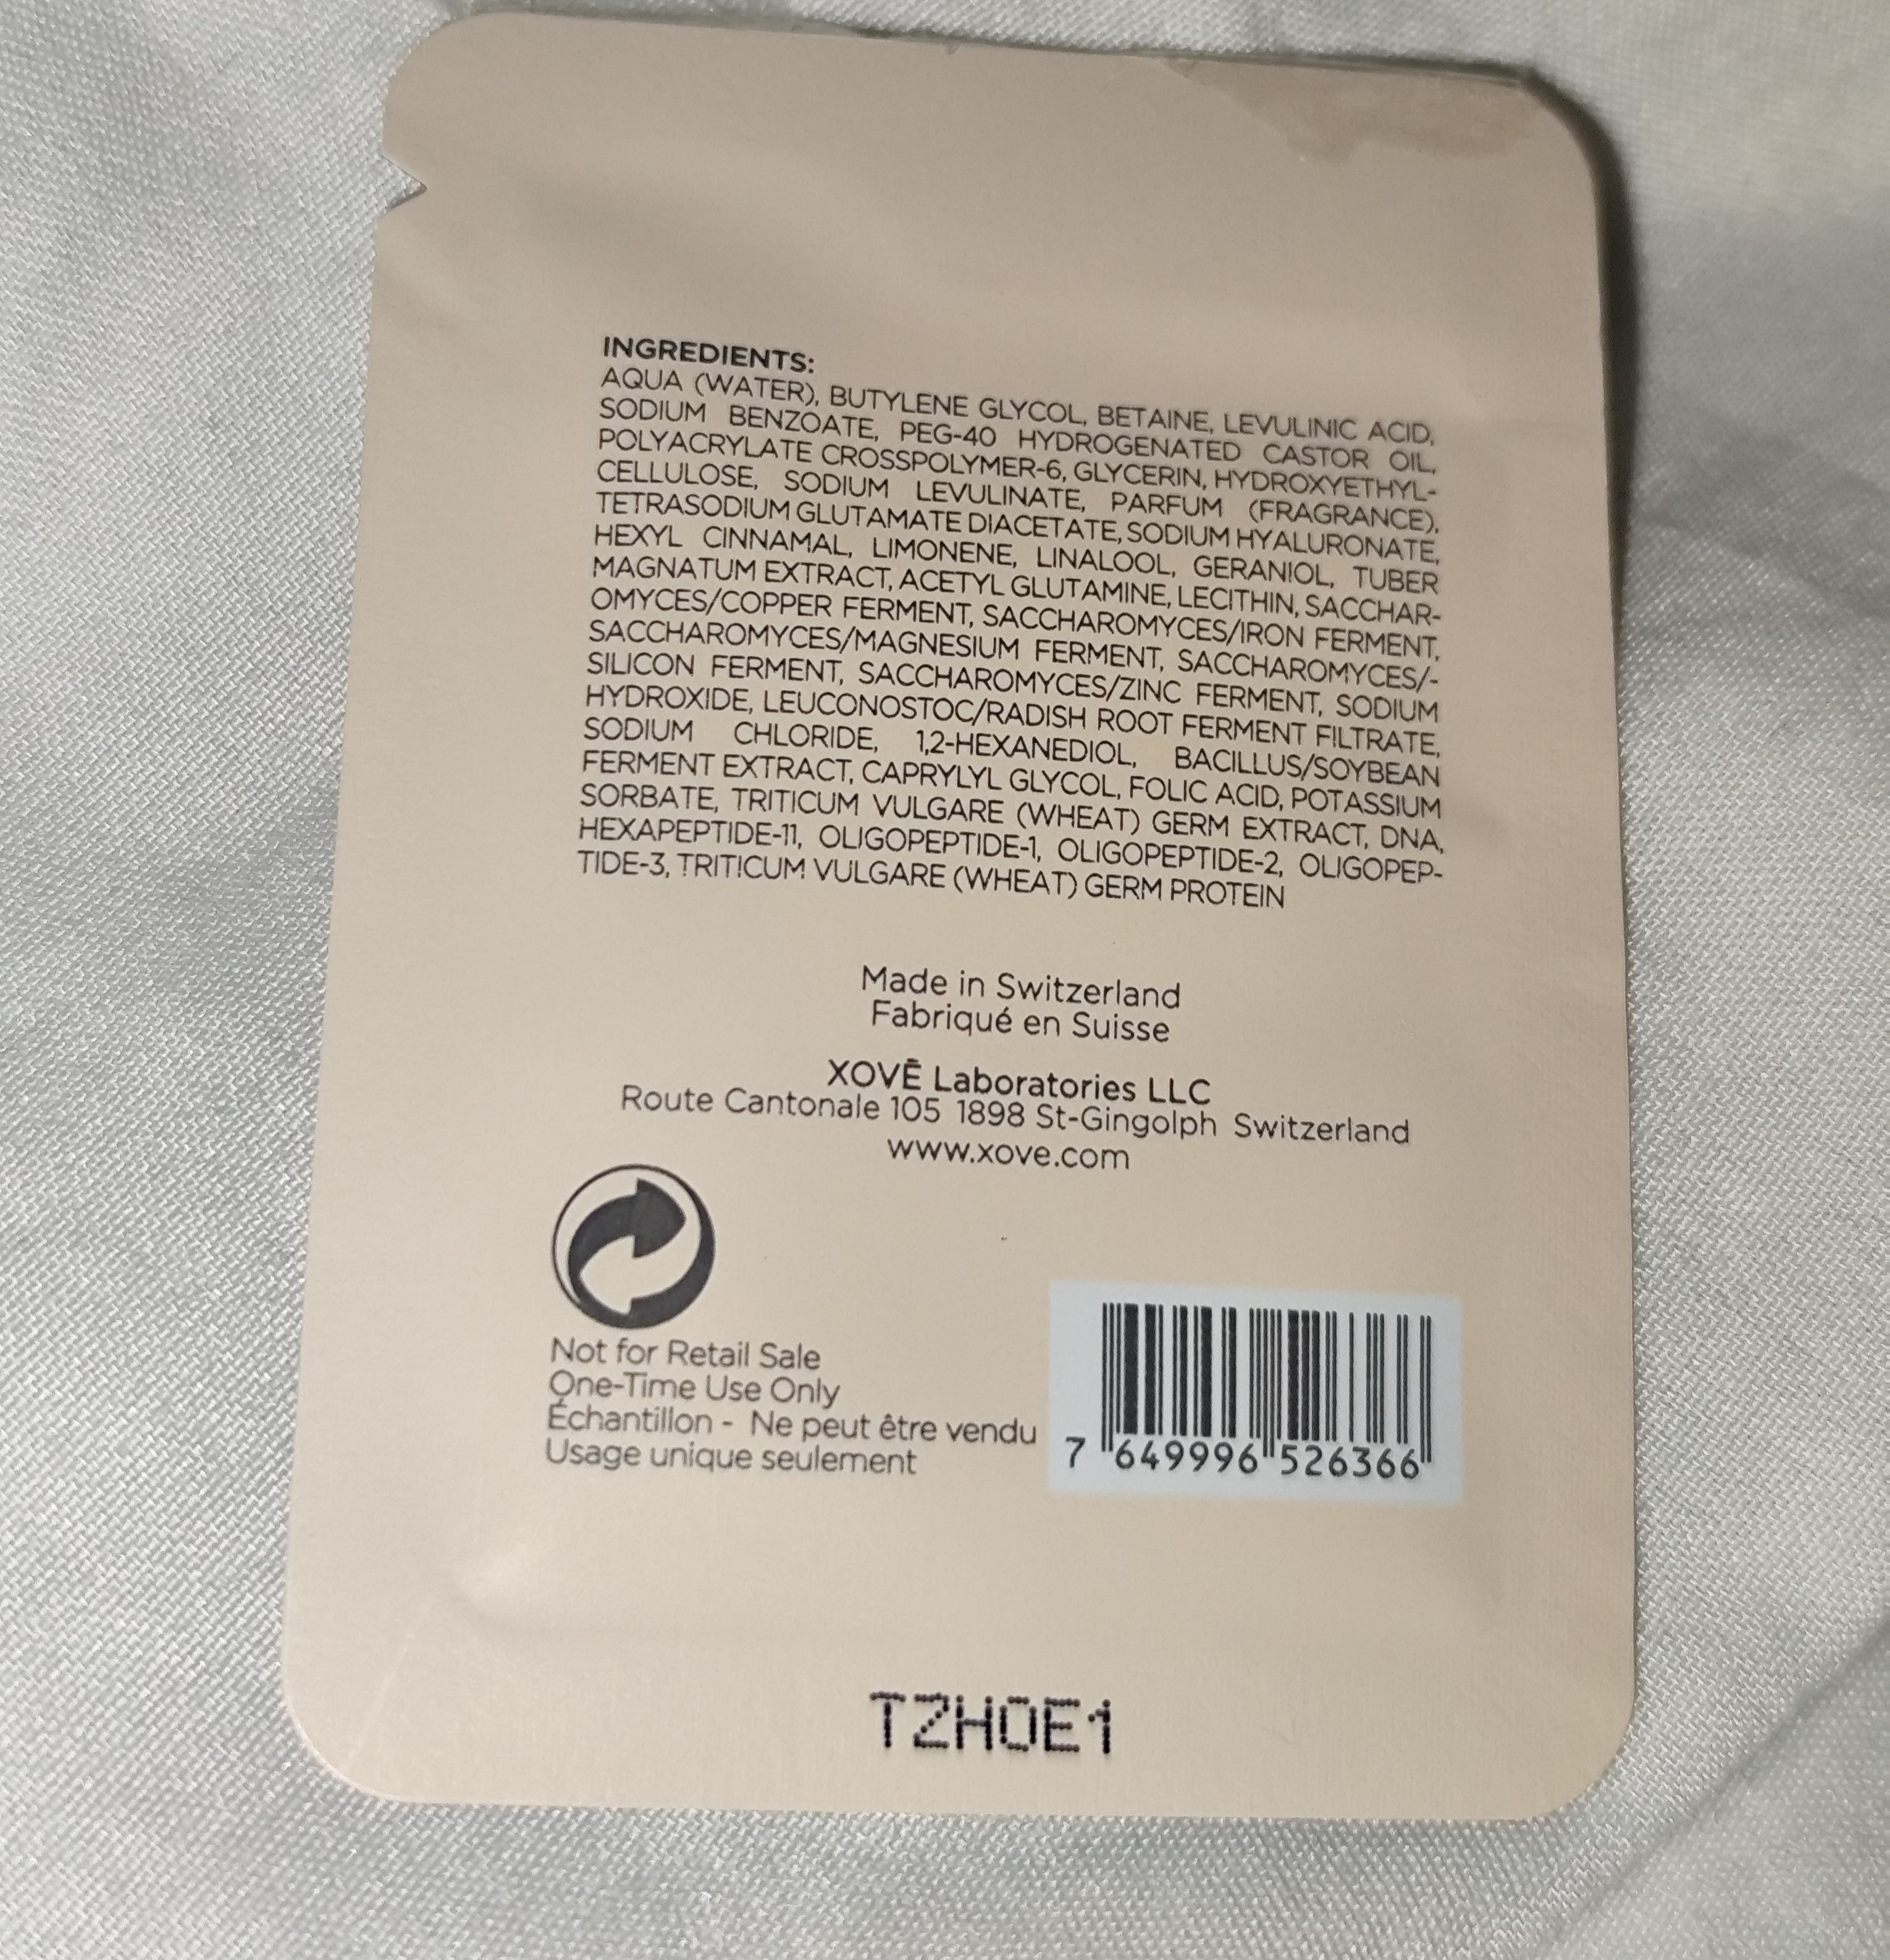 INGREDIENTS:
AQUA (WATER), BUTYLENE GLYCOL, BETAINE, LEVULINIC ACID,
SODIUM BENZOATE, PEG-40 HYDROGENATED CASTOR OIL,
POLYACRYLATE CROSSPOLYMER-6, GLYCERIN, HYDROXYETHYL-
CELLULOSE, SODIUM LEVULINATE, PARFUM (FRAGRANCE),
TETRASODIUM GLUTAMATE DIACETATE, SODIUM HYALURONATE,
HEXYL CINNAMAL, LIMONENE, LINALOOL, GERANIOL, TUBER
MAGNATUM EXTRACT, ACETYL GLUTAMINE, LECITHIN, SACCHAR-
OMYCES/COPPER FERMENT, SACCHAROMYCES/IRON FERMENT,
SACCHAROMYCES/MAGNESIUM FERMENT, SACCHAROMYCES/-
SILICON FERMENT, SACCHAROMYCES/ZINC FERMENT, SODIUM
HYDROXIDE, LEUCONOSTOC/RADISH ROOT FERMENT FILTRATE,
SODIUM CHLORIDE, 1,2-HEXANEDIOL, BACILLUS/SOYBEAN
FERMENT EXTRACT, CAPRYLYL GLYCOL, FOLIC ACID, POTASSIUM
SORBATE, TRITICUM VULGARE (WHEAT) GERM EXTRACT, DNA,
HEXAPEPTIDE-11, OLIGOPEPTIDE-1, OLIGOPEPTIDE-2, OLIGOPEP-
TIDE-3, TRITICUM VULGARE (WHEAT) GERM PROTEIN
Made in Switzerland
Fabriqué en Suisse
XOVĒ Laboratories LLC
Route Cantonale 105 1898 St-Gingolph Switzerland
www.xove.com
Not for Retail Sale
One-Time Use Only
Échantillon - Ne peut être vendu
Usage unique seulement
7 649996 526366
TZH0E1